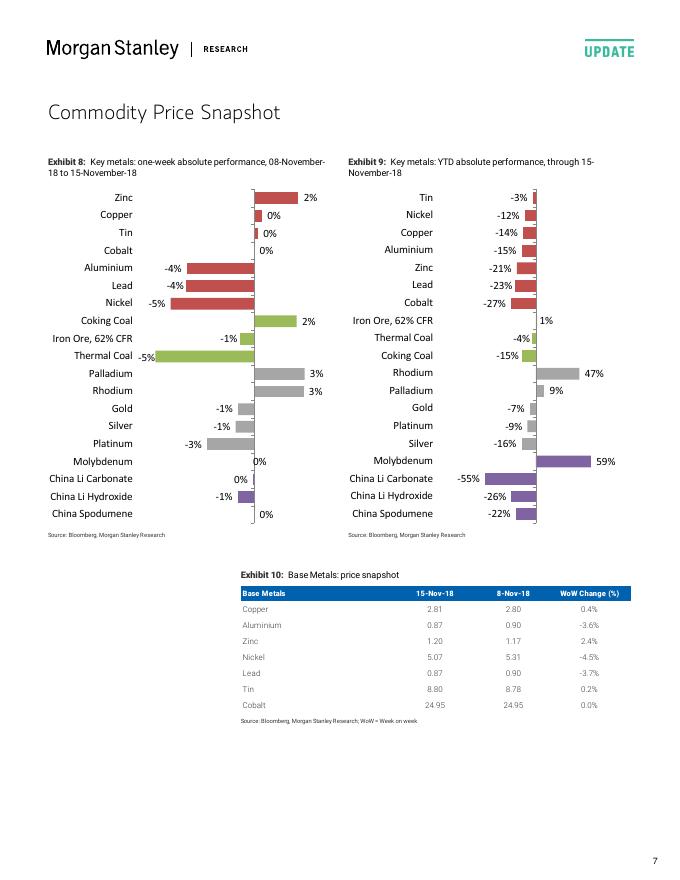 Morgan Stanley | RESEARCH
UPDATE
Commodity Price Snapshot
Exhibit 8: Key metals: one-week absolute performance, 08-November-
18 to 15-November-18
Zinc 2%
Copper 0%
Tin 0%
Cobalt 0%
Aluminium -4%
Lead -4%
Nickel -5%
Coking Coal 2%
Iron Ore, 62% CFR -1%
Thermal Coal -5%
Palladium 3%
Rhodium 3%
Gold -1%
Silver -1%
Platinum -3%
Molybdenum 0%
China Li Carbonate 0%
China Li Hydroxide -1%
China Spodumene 0%
Source: Bloomberg, Morgan Stanley Research
Exhibit 9: Key metals: YTD absolute performance, through 15-
November-18
Tin -3%
Nickel -12%
Copper -14%
Aluminium -15%
Zinc -21%
Lead -23%
Cobalt -27%
Iron Ore, 62% CFR 1%
Thermal Coal -4%
Coking Coal -15%
Rhodium 47%
Palladium 9%
Gold -7%
Platinum -9%
Silver -16%
Molybdenum 59%
China Li Carbonate -55%
China Li Hydroxide -26%
China Spodumene -22%
Source: Bloomberg, Morgan Stanley Research
Exhibit 10: Base Metals: price snapshot
Base Metals 15-Nov-18 8-Nov-18 WoW Change (%)
Copper 2.81 2.80 0.4%
Aluminium 0.87 0.90 -3.6%
Zinc 1.20 1.17 2.4%
Nickel 5.07 5.31 -4.5%
Lead 0.87 0.90 -3.7%
Tin 8.80 8.78 0.2%
Cobalt 24.95 24.95 0.0%
Source: Bloomberg, Morgan Stanley Research; WoW = Week on week
7